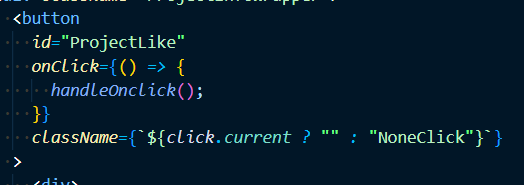 <button
id="ProjectLike"
onClick={() => {
handleOnclick();
}}
className={`${click.current ? "" : "NoneClick"}`}
>
<div>